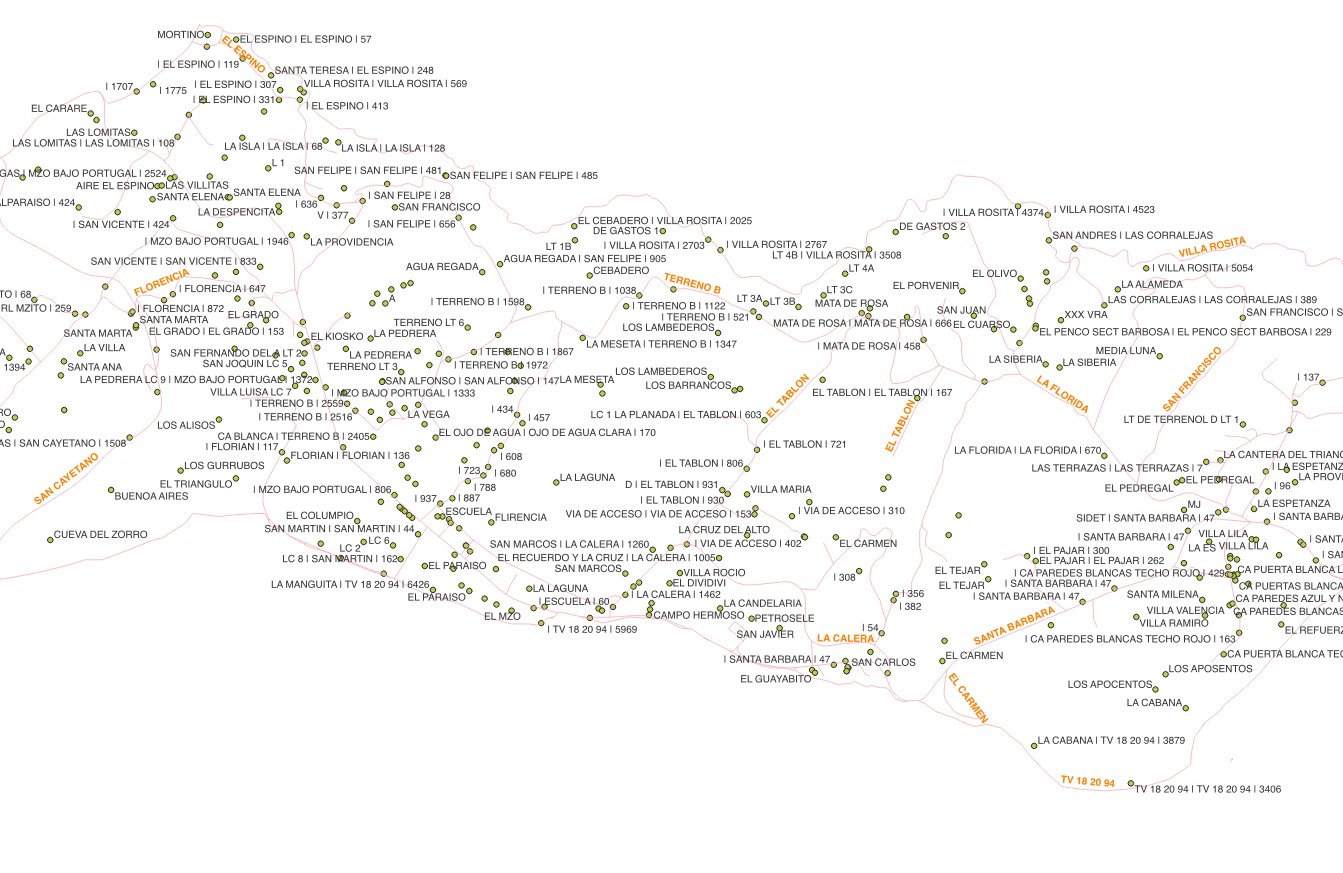 MORTINO
EL ESPINO | EL ESPINO | 57
EL ESPINO
| EL ESPINO | 119
SANTA TERESA | EL ESPINO | 248
| 1707
| 1775
| EL ESPINO | 307
VILLA ROSITA | VILLA ROSITA | 569
| EL ESPINO | 331
| EL ESPINO | 413
EL CARARE
LAS LOMITAS
LAS LOMITAS | LAS LOMITAS | 108
LA ISLA | LA ISLA | 68
LA ISLA | LA ISLA | 128
L 1
GAS | MZO BAJO PORTUGAL | 2524
SAN FELIPE | SAN FELIPE | 481
SAN FELIPE | SAN FELIPE | 485
AIRE EL ESPINO
LAS VILLITAS
SANTA ELENA
SANTA ELENA
| SAN FELIPE | 28
ALPARAISO | 424
LA DESPENCITA
| 636
V | 377
SAN FRANCISCO
| SAN VICENTE | 424
| SAN FELIPE | 656
EL CEBADERO | VILLA ROSITA | 2025
DE GASTOS 1
DE GASTOS 2
| VILLA ROSITA | 4374
| VILLA ROSITA | 4523
| MZO BAJO PORTUGAL | 1946
LA PROVIDENCIA
LT 1B
| VILLA ROSITA | 2703
| VILLA ROSITA | 2767
LT 4B | VILLA ROSITA | 3508
SAN ANDRES | LAS CORRALEJAS
VILLA ROSITA
SAN VICENTE | SAN VICENTE | 833
AGUA REGADA
AGUA REGADA | SAN FELIPE | 905
CEBADERO
LT 4A
EL OLIVO
| VILLA ROSITA | 5054
FLORENCIA
TERRENO B
| FLORENCIA | 647
A
| TERRENO B | 1038
LT 3C
EL PORVENIR
LA ALAMEDA
TO | 68
RL MZITO | 259
| FLORENCIA | 872
| TERRENO B | 1598
| TERRENO B | 1122
LT 3A
LT 3B
MATA DE ROSA
LAS CORRALEJAS | LAS CORRALEJAS | 389
SANTA MARTA
EL GRADO
| TERRENO B | 521
SAN JUAN
XXX VRA
SAN FRANCISCO | S
SANTA MARTA
EL GRADO | EL GRADO | 153
TERRENO LT 6
LOS LAMBEDEROS
MATA DE ROSA | MATA DE ROSA | 666
EL CUARSO
EL PENCO SECT BARBOSA | EL PENCO SECT BARBOSA | 229
EL KIOSKO
LA PEDRERA
LA MESETA | TERRENO B | 1347
| MATA DE ROSA | 458
LA VILLA
SAN FERNANDO DEL
LT 2
LA PEDRERA
| TERRENO B | 1867
LA SIBERIA
LA SIBERIA
MEDIA LUNA
1394
SANTA ANA
SAN JOQUIN LC 5
TERRENO LT 3
| TERRENO B | 1972
LOS LAMBEDEROS
SAN FRANCISCO
| 137
LA PEDRERA LC 9 | MZO BAJO PORTUGAL | 1372
SAN ALFONSO | SAN ALFONSO | 147
LA MESETA
LOS BARRANCOS
EL TABLON
EL TABLON | EL TABLON | 167
LA FLORIDA
VILLA LUISA LC 7
| MZO BAJO PORTUGAL | 1333
| TERRENO B | 2559
RO
| TERRENO B | 2516
LA VEGA
| 434
| 457
LC 1 LA PLANADA | EL TABLON | 603
EL TABLON
LT DE TERRENOL D LT 1
LOS ALISOS
AS | SAN CAYETANO | 1508
CA BLANCA | TERRENO B | 2405
EL OJO DE AGUA | OJO DE AGUA CLARA | 170
| FLORIAN | 117
| EL TABLON | 721
LA FLORIDA | LA FLORIDA | 670
SAN CAYETANO
FLORIAN | FLORIAN | 136
| 608
| EL TABLON | 806
LA CANTERA DEL TRIANG
LOS GURRUBOS
| 723
| 680
LAS TERRAZAS | LAS TERRAZAS | 7
| LA ESPETANZ
EL TRIANGULO
LA LAGUNA
EL PEDREGAL
EL PEDREGAL
LA PROVI
BUENOA AIRES
| MZO BAJO PORTUGAL | 806
| 788
D | EL TABLON | 931
VILLA MARIA
| 96
| 937
| 887
| EL TABLON | 930
MJ
LA ESPETANZA
EL COLUMPIO
ESCUELA
FLIRENCIA
VIA DE ACCESO | VIA DE ACCESO | 153
| VIA DE ACCESO | 310
SIDET | SANTA BARBARA | 47
| SANTA BARBA
SAN MARTIN | SAN MARTIN | 44
LA CRUZ DEL ALTO
CUEVA DEL ZORRO
LC 6
SAN MARCOS | LA CALERA | 1260
| VIA DE ACCESO | 402
EL CARMEN
| SANTA BARBARA | 47
VILLA LILA
| SANTA
LC 2
LA ES
VILLA LILA
LC 8 | SAN MARTIN | 162
EL RECUERDO Y LA CRUZ | LA CALERA | 1005
| EL PAJAR | 300
EL PAJAR | EL PAJAR | 262
| SAN
EL PARAISO
SAN MARCOS
VILLA ROCIO
| 308
EL TEJAR
| CA PAREDES BLANCAS TECHO ROJO | 429
CA PUERTA BLANCA L
LA MANGUITA | TV 18 20 94 | 6426
LA LAGUNA
EL DIVIDIVI
EL TEJAR
| SANTA BARBARA | 47
CA PUERTAS BLANCA
EL PARAISO
| LA CALERA | 1462
| 356
| SANTA BARBARA | 47
SANTA MILENA
CA PAREDES AZUL Y N
| ESCUELA | 60
LA CANDELARIA
| 382
SANTA BARBARA
VILLA VALENCIA
CA PAREDES BLANCAS
EL MZO
CAMPO HERMOSO
PETROSELE
VILLA RAMIRO
| TV 18 20 94 | 5969
SAN JAVIER
| 54
EL REFUERZ
LA CALERA
| CA PAREDES BLANCAS TECHO ROJO | 163
| SANTA BARBARA | 47
SAN CARLOS
EL CARMEN
CA PUERTA BLANCA TEC
EL GUAYABITO
LOS APOSENTOS
EL CARMEN
LOS APOCENTOS
LA CABANA
LA CABANA | TV 18 20 94 | 3879
TV 18 20 94
TV 18 20 94 | TV 18 20 94 | 3406